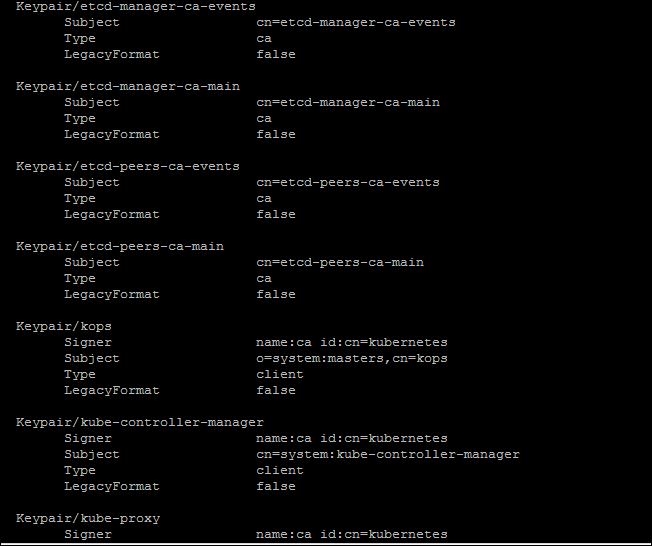 Keypair/etcd-manager-ca-events
Subject cn=etcd-manager-ca-events
Type ca
LegacyFormat false
Keypair/etcd-manager-ca-main
Subject cn=etcd-manager-ca-main
Type ca
LegacyFormat false
Keypair/etcd-peers-ca-events
Subject cn=etcd-peers-ca-events
Type ca
LegacyFormat false
Keypair/etcd-peers-ca-main
Subject cn=etcd-peers-ca-main
Type ca
LegacyFormat false
Keypair/kops
Signer name:ca id:cn=kubernetes
Subject o=system:masters,cn=kops
Type client
LegacyFormat false
Keypair/kube-controller-manager
Signer name:ca id:cn=kubernetes
Subject cn=system:kube-controller-manager
Type client
LegacyFormat false
Keypair/kube-proxy
Signer name:ca id:cn=kubernetes